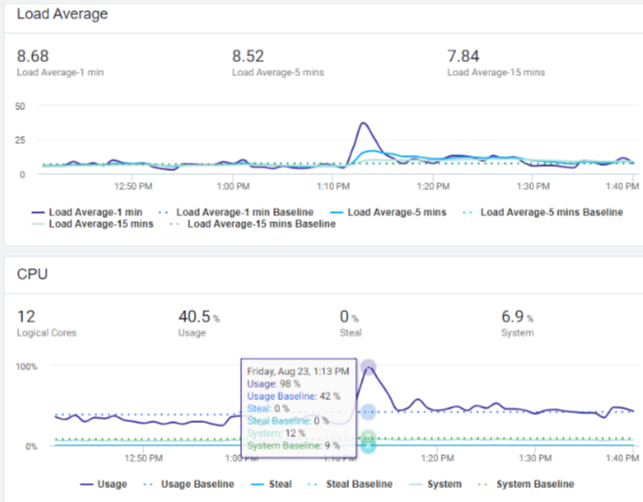 Load Average
8.68 8.52 7.84
Load Average-1 min Load Average-5 mins Load Average-15 mins
50
25
0
12:50 PM 1:00 PM 1:10 PM 1:20 PM 1:30 PM 1:40 PM
Load Average-1 min Load Average-1 min Baseline Load Average-5 mins Load Average-5 mins Baseline
Load Average-15 mins Load Average-15 mins Baseline
CPU
12 40.5 % 0 % 6.9 %
Logical Cores Usage Steal System
100%
Friday, Aug 23, 1:13 PM
Usage: 98 %
Usage Baseline: 42 %
Steal: 0 %
Steal Baseline: 0 %
System: 12 %
System Baseline: 9 %
0%
12:50 PM 1:20 PM 1:30 PM 1:40 PM
Usage Usage Baseline Steal Steal Baseline System System Baseline